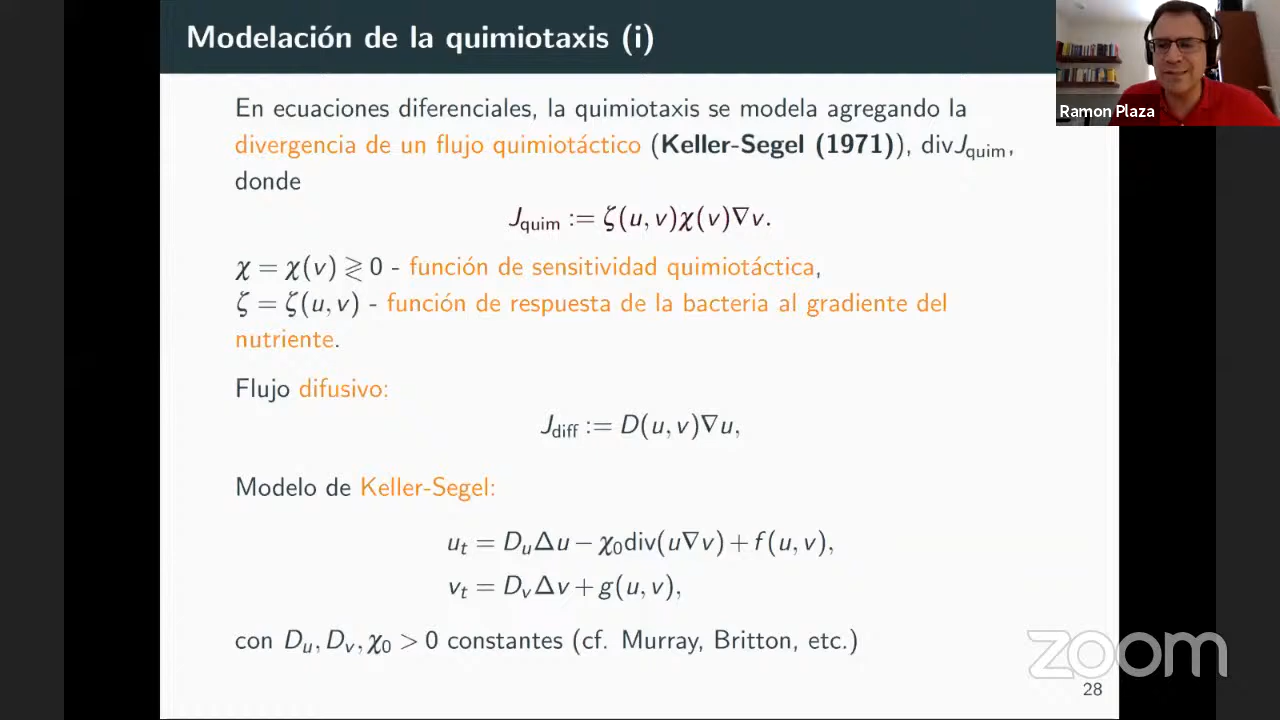 Modelación de la quimiotaxis (i)
Ramon Plaza
En ecuaciones diferenciales, la quimiotaxis se modela agregando la
divergencia de un flujo quimiotáctico (Keller-Segel (1971)), divJ_quim,
donde
J_quim := ζ(u, v)χ(v)∇v.
χ = χ(v) ≷ 0 - función de sensitividad quimiotáctica,
ζ = ζ(u, v) - función de respuesta de la bacteria al gradiente del
nutriente.
Flujo difusivo:
J_diff := D(u, v)∇u,
Modelo de Keller-Segel:
u_t = D_uΔu − χ_0div(u∇v) + f(u, v),
v_t = D_vΔv + g(u, v),
con D_u, D_v, χ_0 > 0 constantes (cf. Murray, Britton, etc.)
zoom
28